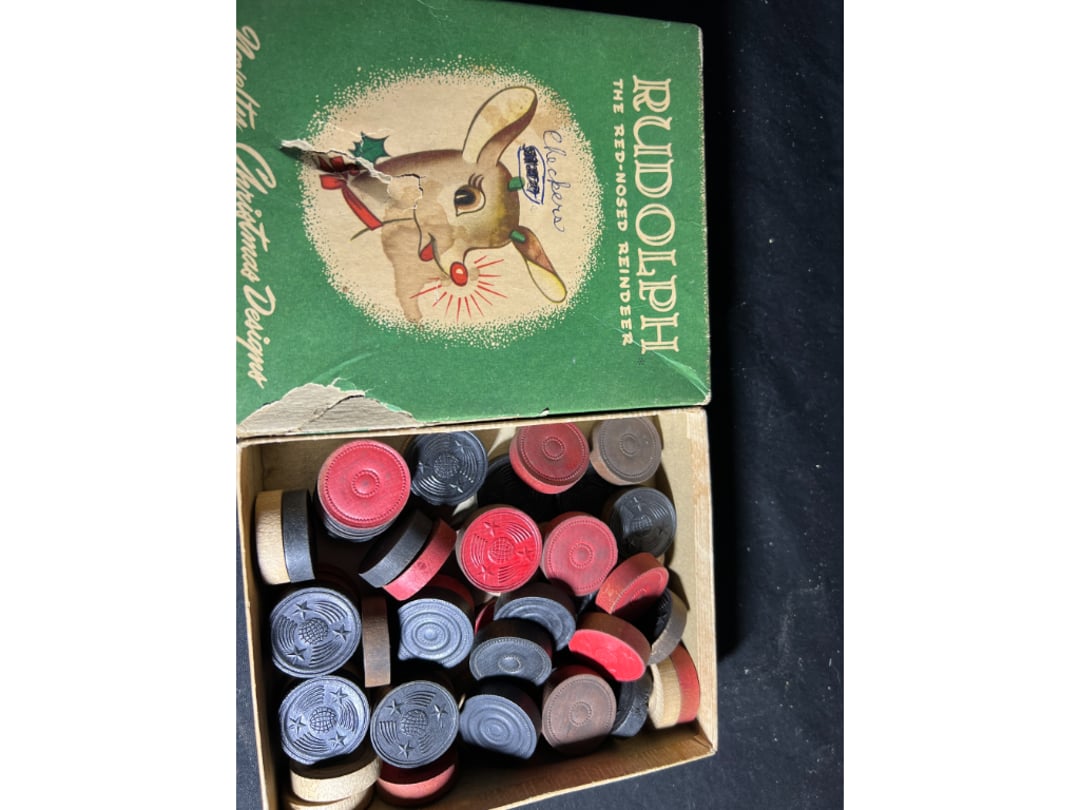 RUDOLPH
THE RED-NOSED REINDEER
Checkers
Christmas Designs